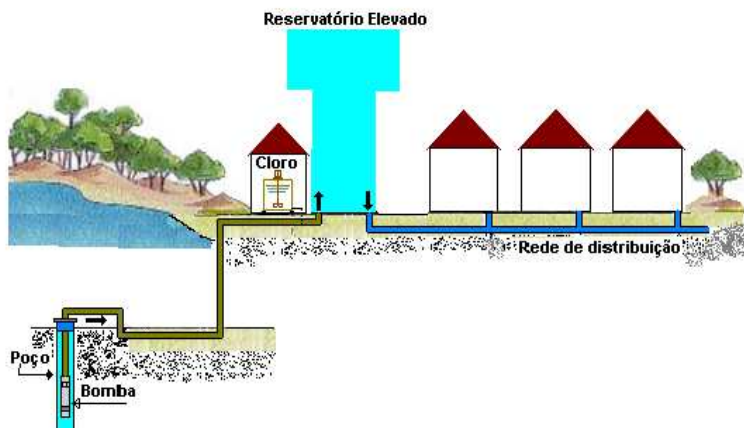 Reservatório Elevado
Cloro
Rede de distribuição
Poço
Bomba